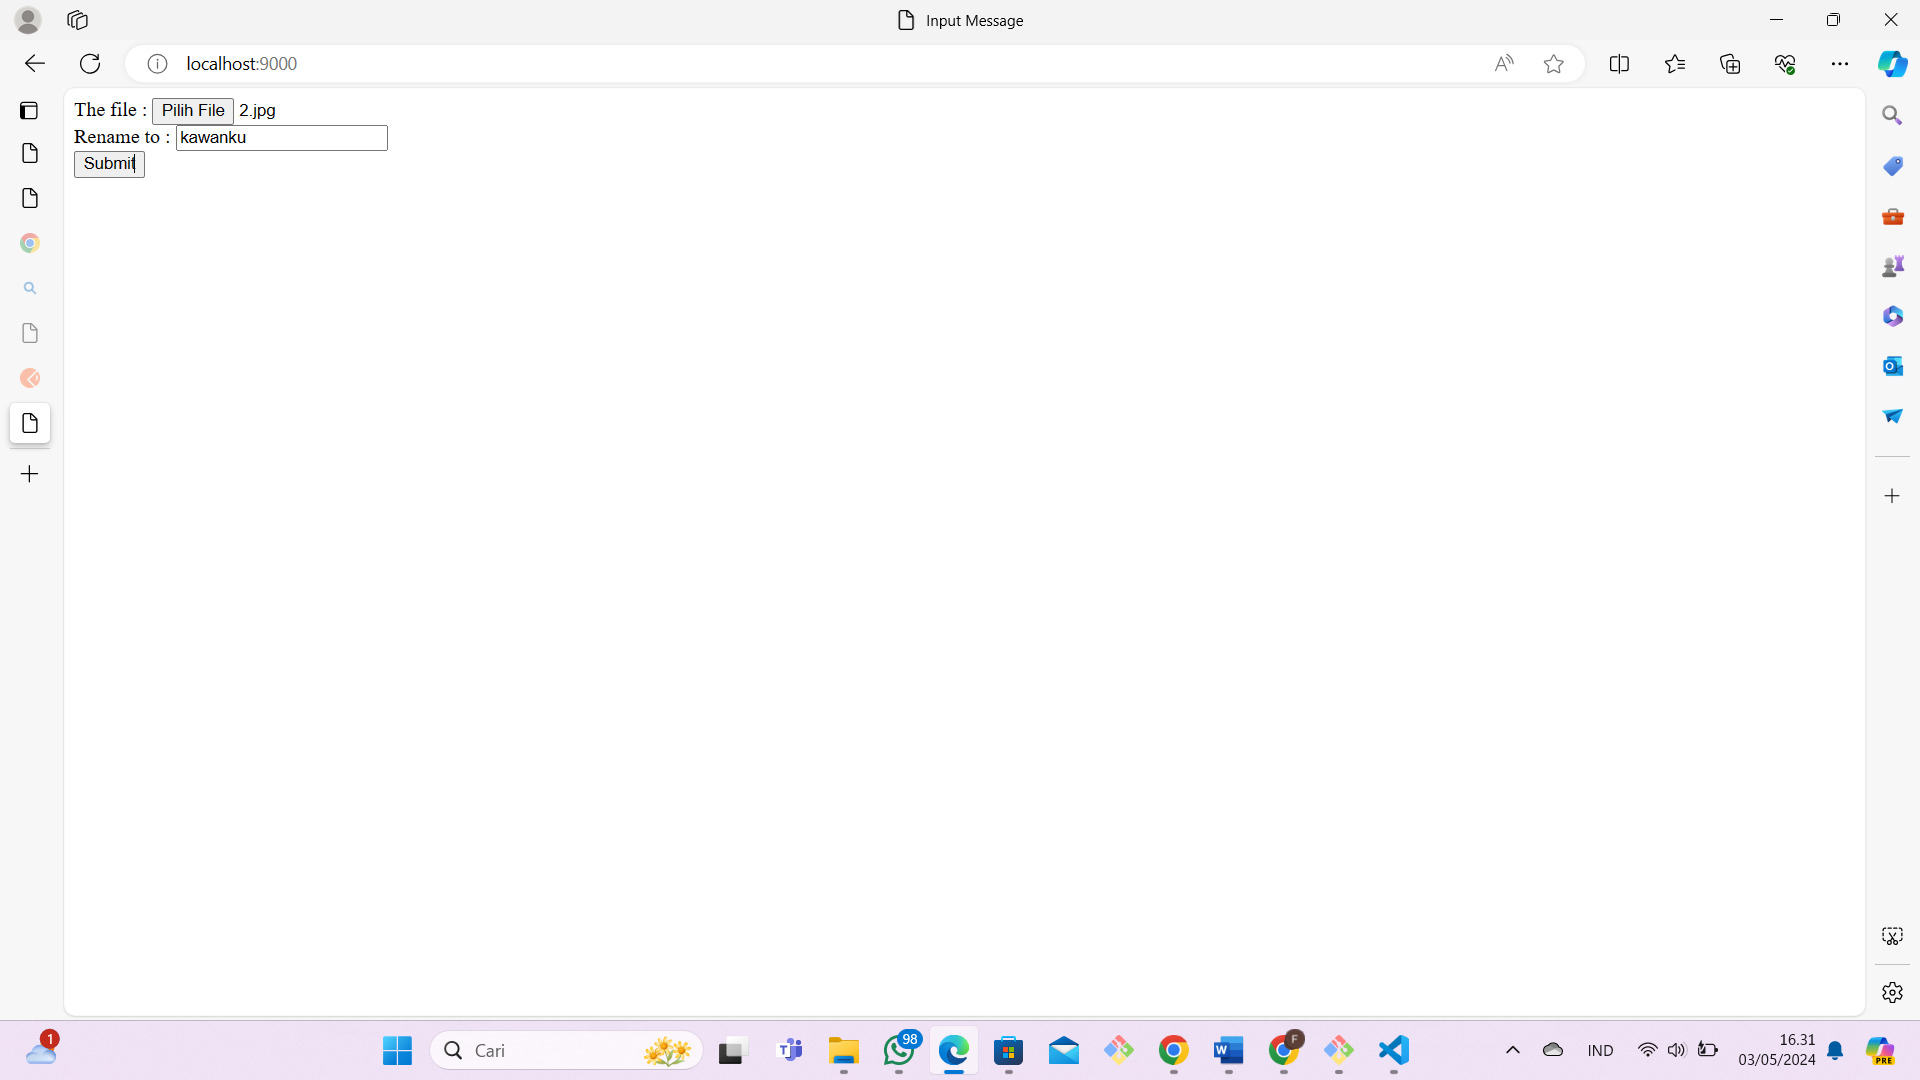 Input Message
localhost:9000
The file : Pilih File 2.jpg
Rename to : kawanku
Submit
1
Cari
98
F
IND
16.31
03/05/2024
PRE